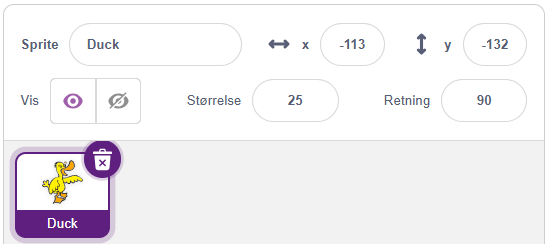 Sprite Duck x -113 y -132
Vis Størrelse 25 Retning 90
Duck